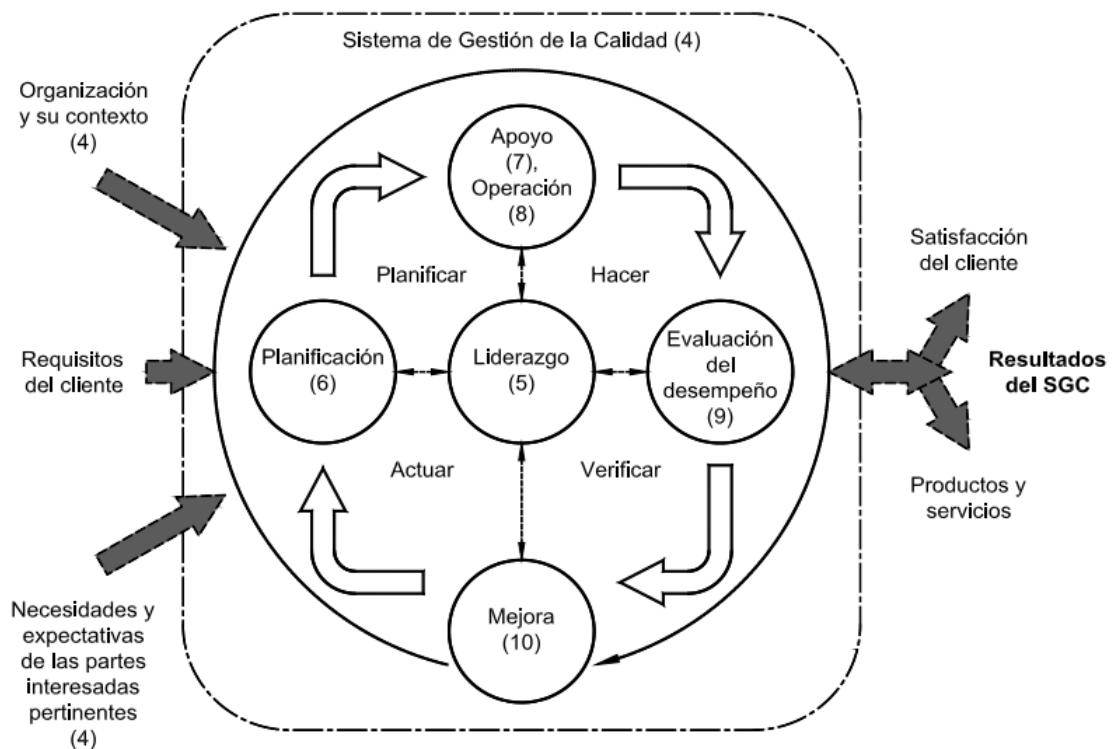 Sistema de Gestión de la Calidad (4)
Organización
y su contexto
(4)
Apoyo
(7),
Operación
(8)
Planificar
Hacer
Satisfacción
del cliente
Requisitos
del cliente
Planificación
(6)
Liderazgo
(5)
Evaluación
del
desempeño
(9)
Resultados
del SGC
Actuar
Verificar
Productos y
servicios
Mejora
(10)
Necesidades y
expectativas
de las partes
interesadas
pertinentes
(4)